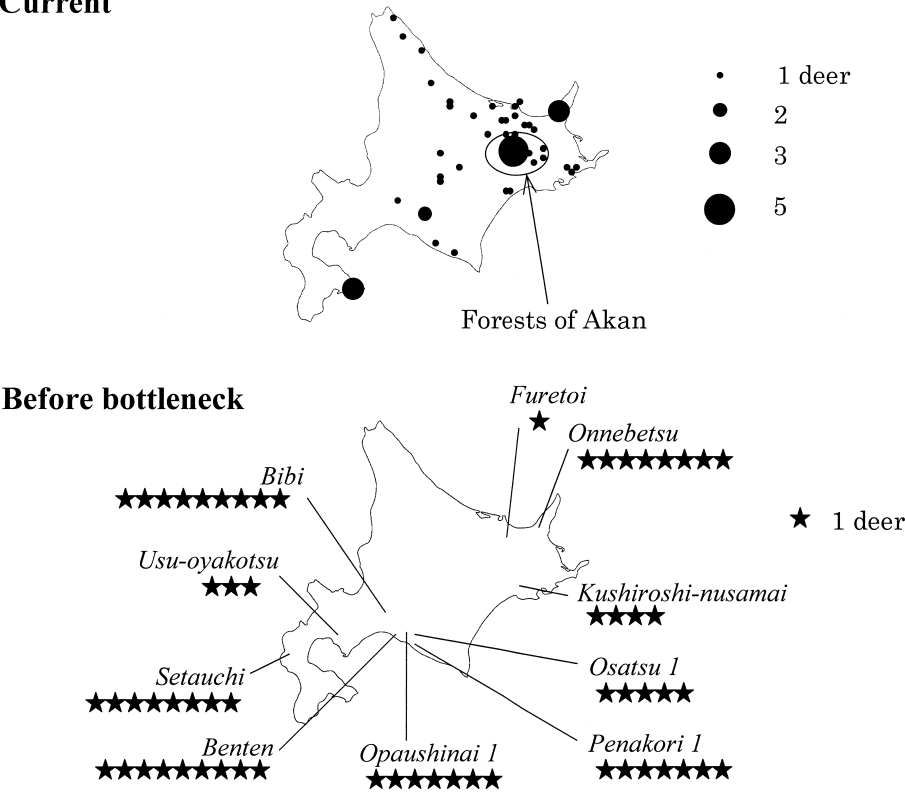 Current
1 deer
2
3
5
Forests of Akan
Before bottleneck
Furetoi
Onnebetsu
Bibi
1 deer
Usu-oyakotsu
Kushiroshi-nusamai
Setauchi
Osatsu 1
Benten
Opaushinai 1
Penakori 1